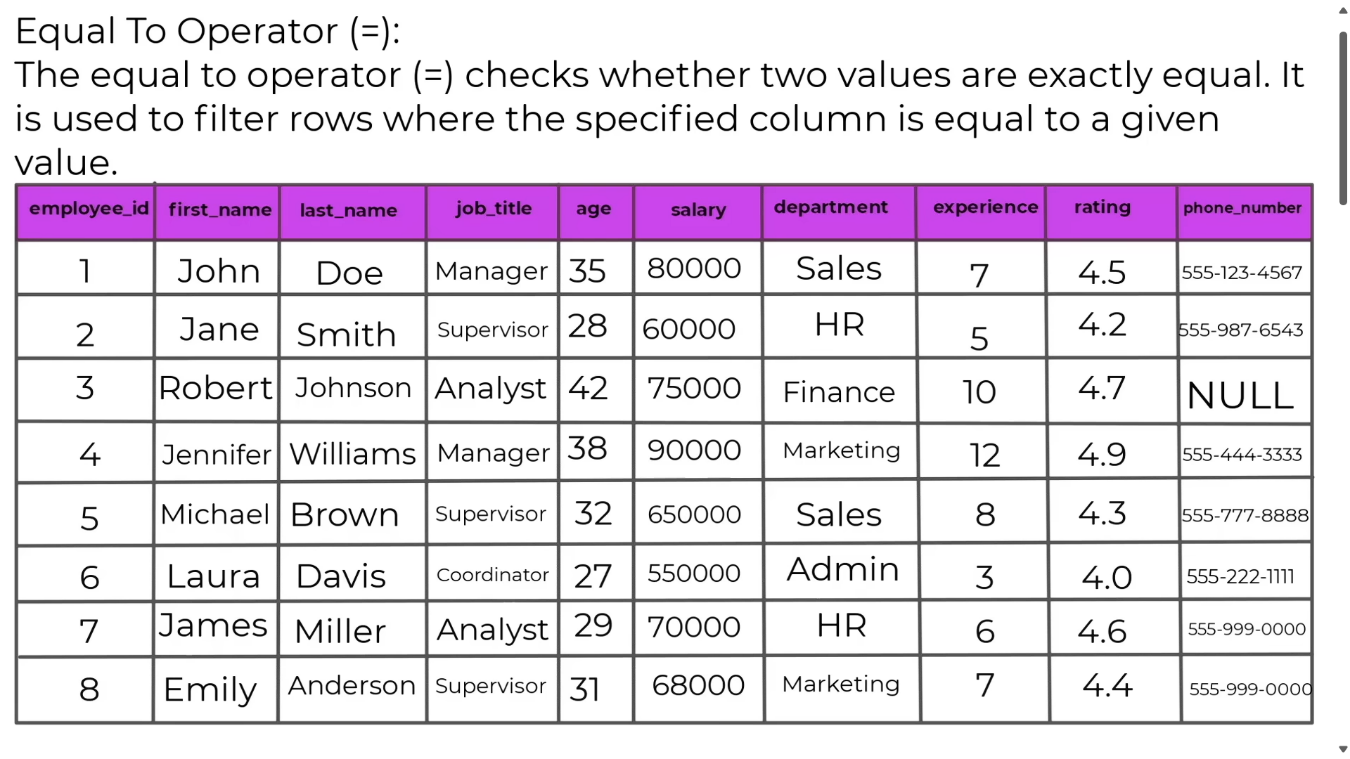 Equal To Operator (=):
The equal to operator (=) checks whether two values are exactly equal. It
is used to filter rows where the specified column is equal to a given
value.
employee_id first_name last_name job_title age salary department experience rating phone_number
1 John Doe Manager 35 80000 Sales 7 4.5 555-123-4567
2 Jane Smith Supervisor 28 60000 HR 5 4.2 555-987-6543
3 Robert Johnson Analyst 42 75000 Finance 10 4.7 NULL
4 Jennifer Williams Manager 38 90000 Marketing 12 4.9 555-444-3333
5 Michael Brown Supervisor 32 650000 Sales 8 4.3 555-777-8888
6 Laura Davis Coordinator 27 550000 Admin 3 4.0 555-222-1111
7 James Miller Analyst 29 70000 HR 6 4.6 555-999-0000
8 Emily Anderson Supervisor 31 68000 Marketing 7 4.4 555-999-0000